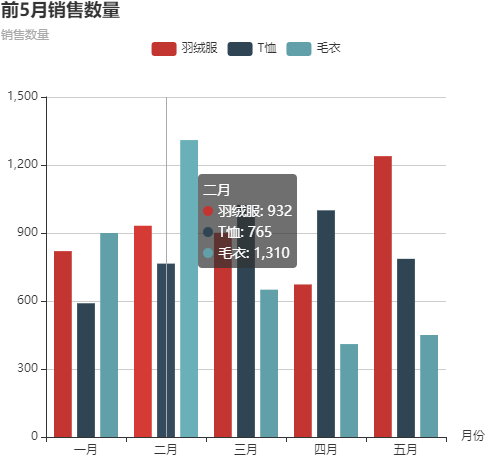 前5月销售数量
销售数量
羽绒服 T恤 毛衣
1,500
1,200
900
600
300
0
二月
羽绒服: 932
T恤: 765
毛衣: 1,310
一月 二月 三月 四月 五月
月份